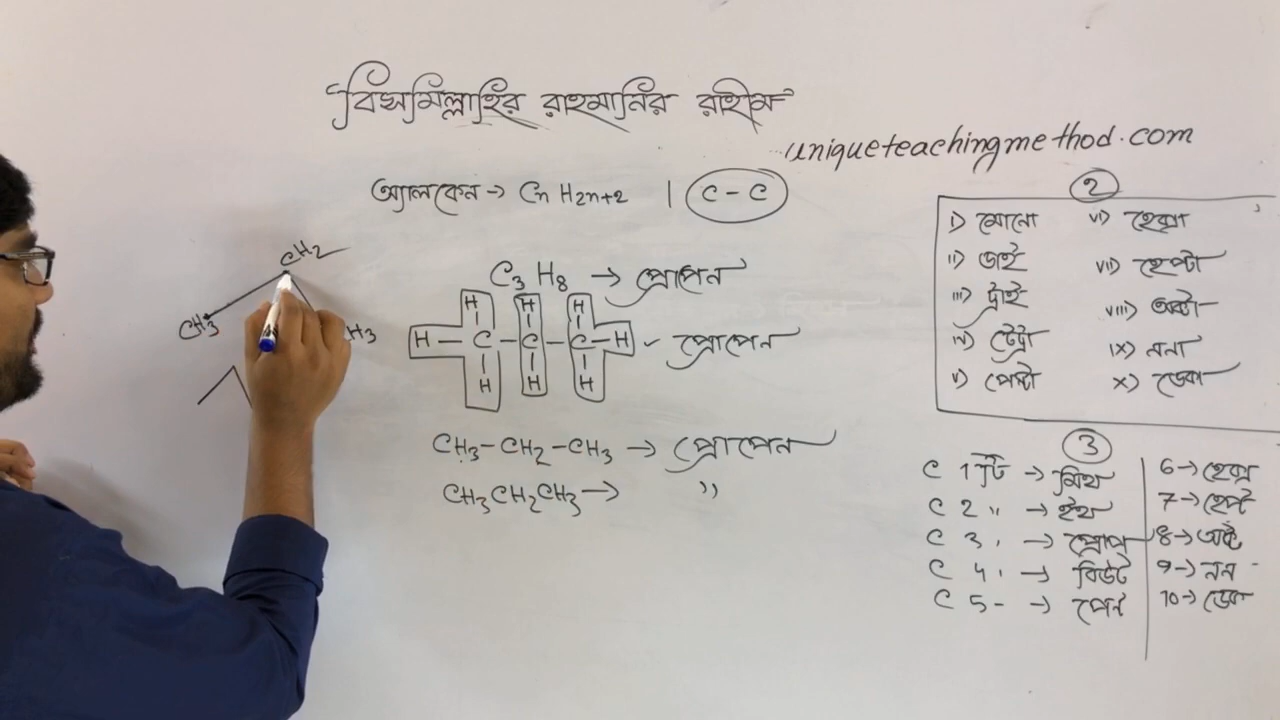 বিসমিল্লাহির রাহমানির রাহীম
uniqueteachingmethod.com
অ্যালকেন → CnH2n+2 | C-C
CH2
CH3
H3
C3H8 → প্রোপেন
H H H
H-C-C-C-H - প্রোপেন
H H H
CH3-CH2-CH3 → প্রোপেন
CH3CH2CH3 → ,,
2
i) মোনো vi) হেক্সা
ii) ডাই vii) হেপ্টা
iii) ট্রাই viii) অক্টা
iv) টেট্রা ix) ননা
v) পেন্টা x) ডেকা
3
C 1টি → মিথ 6 → হেক্স
C 2 ,, → ইথ 7 → হেপ্ট
C 3 , → প্রোপ 8 → অক্ট
C 4 , → বিউট 9 → নন
C 5 - → পেন্ট 10 → ডেক